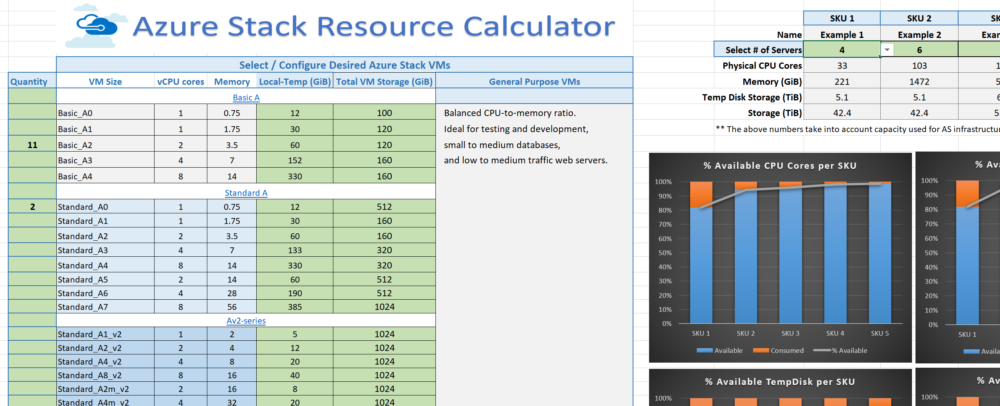 Azure Stack Resource Calculator
Select / Configure Desired Azure Stack VMs
Quantity VM Size vCPU cores Memory Local-Temp (GiB) Total VM Storage (GiB) General Purpose VMs
Basic A
Basic_A0 1 0.75 12 100 Balanced CPU-to-memory ratio.
Basic_A1 1 1.75 30 120 Ideal for testing and development,
11 Basic_A2 2 3.5 60 120 small to medium databases,
Basic_A3 4 7 152 160 and low to medium traffic web servers.
Basic_A4 8 14 330 160
Standard A
2 Standard_A0 1 0.75 12 512
Standard_A1 1 1.75 30 160
Standard_A2 2 3.5 60 160
Standard_A3 4 7 133 320
Standard_A4 8 14 330 320
Standard_A5 2 14 60 512
Standard_A6 4 28 190 512
Standard_A7 8 56 385 1024
Av2-series
Standard_A1_v2 1 2 5 1024
Standard_A2_v2 2 4 12 1024
Standard_A4_v2 4 8 20 1024
Standard_A8_v2 8 16 40 1024
Standard_A2m_v2 2 16 8 1024
Standard_A4m_v2 4 32 20 1024
SKU 1 SKU 2 SK
Name Example 1 Example 2 Exam
Select # of Servers 4 6
Physical CPU Cores 33 103 1
Memory (GiB) 221 1472 5
Temp Disk Storage (TiB) 5.1 5.1 6
Storage (TiB) 42.4 42.4 5.
** The above numbers take into account capacity used for AS infrastructur
% Available CPU Cores per SKU
100%
90%
80%
70%
60%
50%
40%
30%
20%
10%
0%
SKU 1 SKU 2 SKU 3 SKU 4 SKU 5
Available Consumed % Available
% Ava
100%
90%
80%
70%
60%
50%
40%
30%
20%
10%
0%
SKU 1
Availa
% Available TempDisk per SKU
100%
% Av
100%